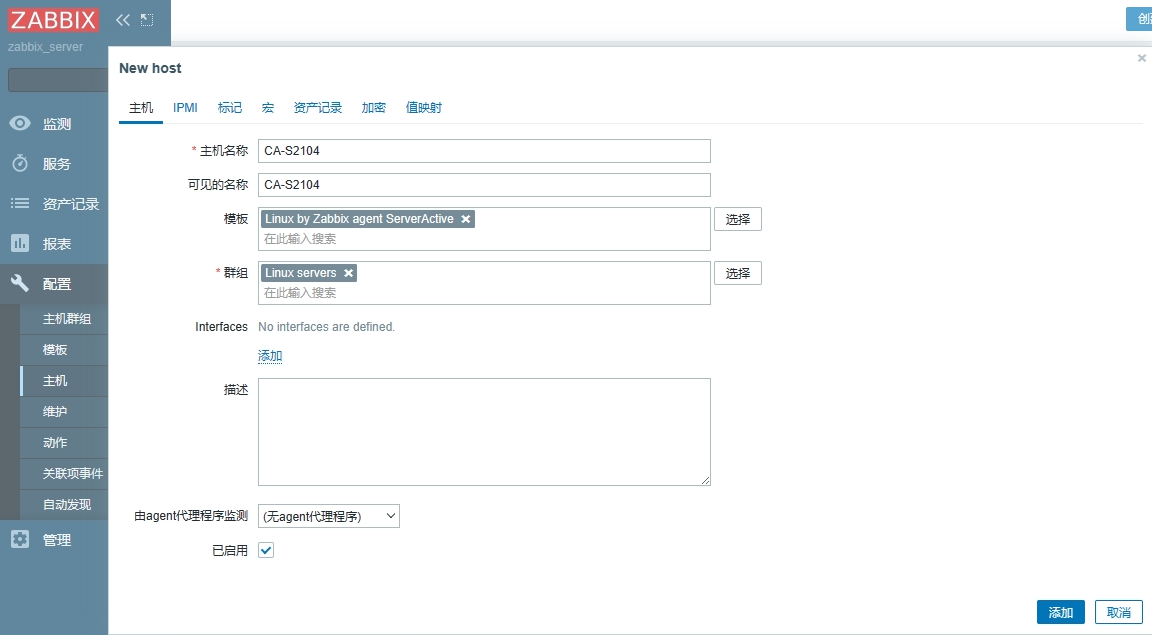 ZABBIX
zabbix_server
监测
服务
资产记录
报表
配置
主机群组
模板
主机
维护
动作
关联项事件
自动发现
管理
New host
主机 IPMI 标记 宏 资产记录 加密 值映射
* 主机名称 CA-S2104
可见的名称 CA-S2104
模板 Linux by Zabbix agent ServerActive 选择
在此输入搜索
* 群组 Linux servers 选择
在此输入搜索
Interfaces No interfaces are defined.
添加
描述
由agent代理程序监测 (无agent代理程序)
已启用
添加 取消